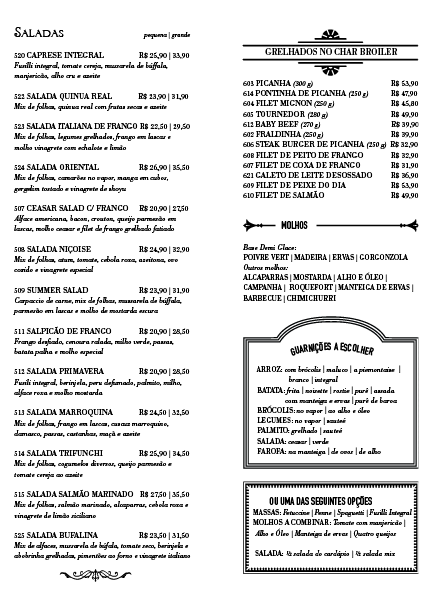 SALADAS pequena | grande
520 CAPRESE INTEGRAL R$ 25,90 | 33,90
Fusilli integral, tomate cereja, mussarela de búffala,
manjericão, alho cru e azeite
522 SALADA QUINUA REAL R$ 23,90 | 31,90
Mix de folhas, quinua real com frutas secas e azeite
523 SALADA ITALIANA DE FRANGO R$ 22,50 | 29,50
Mix de folhas, legumes grelhados, frango em lascas e
molho vinagrete com echalote e limão
524 SALADA ORIENTAL R$ 26,90 | 35,50
Mix de folhas, camarões no vapor, manga em cubos,
gergelim tostado e vinagrete de shoyu
507 CEASAR SALAD C/ FRANGO R$ 20,90 | 27,50
Alface americana, bacon, crouton, queijo parmesão em
lascas, molho ceasar e filet de frango grelhado fatiado
508 SALADA NIÇOISE R$ 24,90 | 32,90
Mix de folhas, atum, tomate, cebola roxa, azeitona, ovo
cozido e vinagrete especial
509 SUMMER SALAD R$ 23,90 | 31,90
Carpaccio de carne, mix de folhas, mussarela de búffala,
parmesão em lascas e molho de mostarda escura
511 SALPICÃO DE FRANGO R$ 20,90 | 28,50
Frango desfiado, cenoura ralada, milho verde, passas,
batata palha e molho especial
512 SALADA PRIMAVERA R$ 20,90 | 28,50
Fusili integral, berinjela, peru defumado, palmito, milho,
alface roxa e molho mostarda
513 SALADA MARROQUINA R$ 24,50 | 32,50
Mix de folhas, frango em lascas, cuscuz marroquino,
damasco, passas, castanhas, maçã e azeite
514 SALADA TRIFUNGHI R$ 25,90 | 34,50
Mix de folhas, cogumelos diversos, queijo parmesão e
tomate cereja ao azeite
515 SALADA SALMÃO MARINADO R$ 27,50 | 35,50
Mix de folhas, salmão marinado, alcaparras, cebola roxa e
vinagrete de limão siciliano
525 SALADA BUFALINA R$ 23,50 | 31,50
Mix de alfaces, mussarela de búfala, tomate seco, berinjela e
abobrinha grelhadas, pimentões ao forno e vinagrete italiano
GRELHADOS NO CHAR BROILER
603 PICANHA (300 g) R$ 53,90
614 PONTINHA DE PICANHA (250 g) R$ 47,90
604 FILET MIGNON (250 g) R$ 45,80
605 TOURNEDOR (280 g) R$ 49,90
612 BABY BEEF (270 g) R$ 39,90
602 FRALDINHA (250 g) R$ 39,90
606 STEAK BURGER DE PICANHA (250 g) R$ 32,90
608 FILET DE PEITO DE FRANGO R$ 32,90
607 FILET DE COXA DE FRANGO R$ 31,90
621 GALETO DE LEITE DESOSSADO R$ 36,90
609 FILET DE PEIXE DO DIA R$ 53,90
610 FILET DE SALMÃO R$ 49,90
MOLHOS
Base Demi Glace:
POIVRE VERT | MADEIRA | ERVAS | GORGONZOLA
Outros molhos:
ALCAPARRAS | MOSTARDA | ALHO E ÓLEO |
CAMPANHA | ROQUEFORT | MANTEIGA DE ERVAS |
BARBEQUE | CHIMICHURRI
GUARNIÇÕES A ESCOLHER
ARROZ: com brócolis | maluco | a piemontaise |
branco | integral
BATATA: frita | noisette | rostie | purê | assada
com manteiga e ervas | purê de baroa
BRÓCOLIS: no vapor | ao alho e óleo
LEGUMES: no vapor | sauteé
PALMITO: grelhado | sauteé
SALADA: ceasar | verde
FAROFA: na manteiga | de ovos | de alho
OU UMA DAS SEGUINTES OPÇÕES
MASSAS: Fetuccine | Penne | Spaguetti | Fusilli Integral
MOLHOS A COMBINAR: Tomate com manjericão |
Alho e Óleo | Manteiga de ervas | Quatro queijos
SALADA: ½ salada do cardápio | ½ salada mix